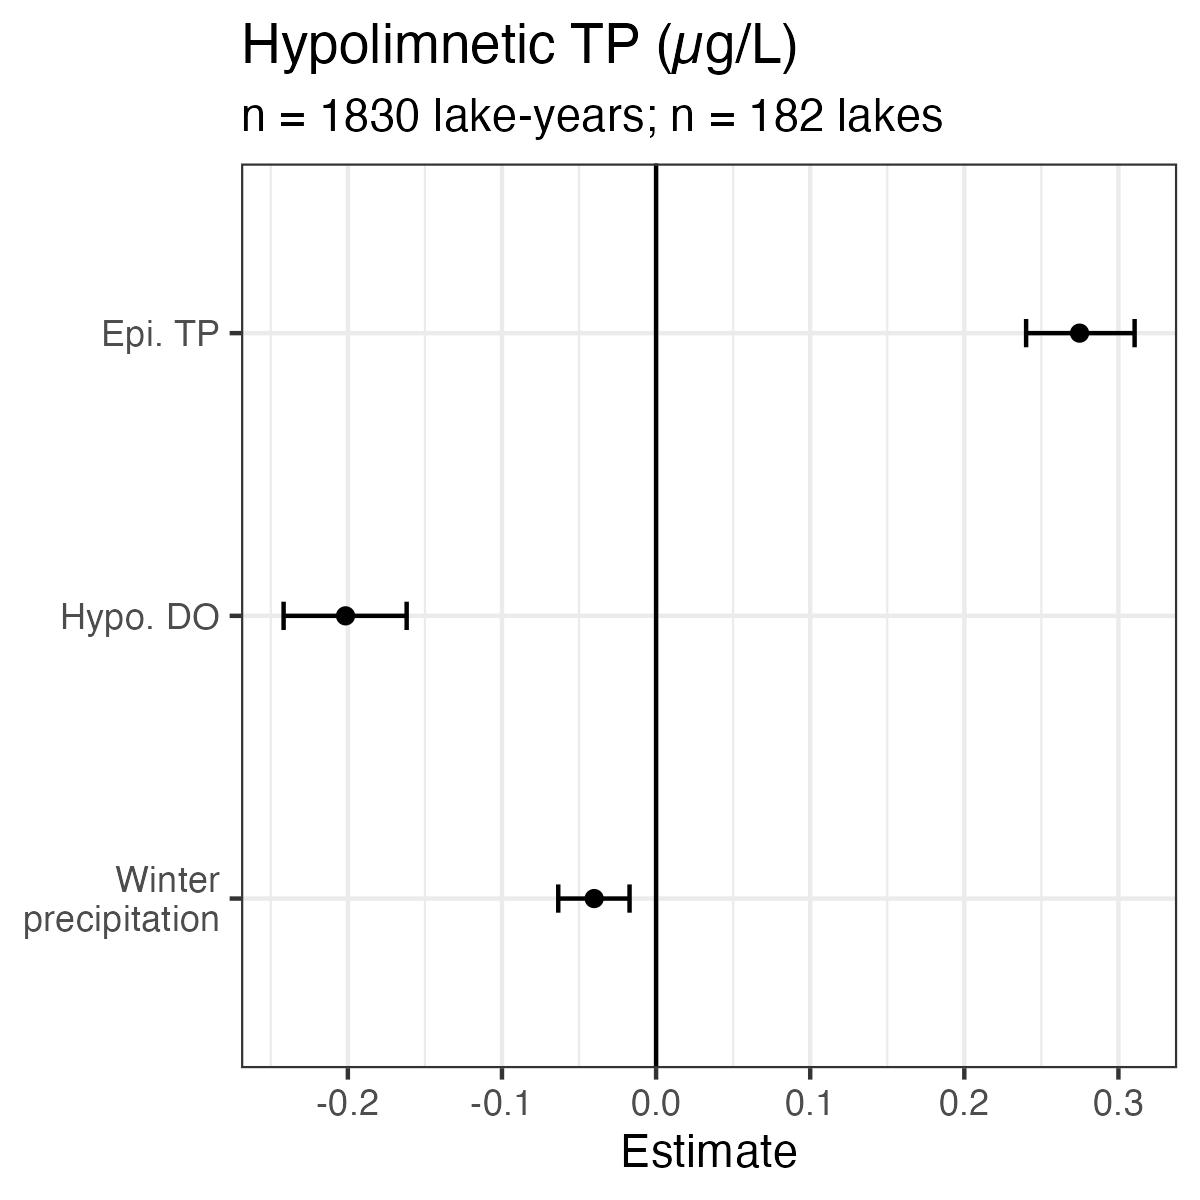 Hypolimnetic TP (µg/L)
n = 1830 lake-years; n = 182 lakes
Epi. TP
Hypo. DO
Winter
precipitation
-0.2 -0.1 0.0 0.1 0.2 0.3
Estimate